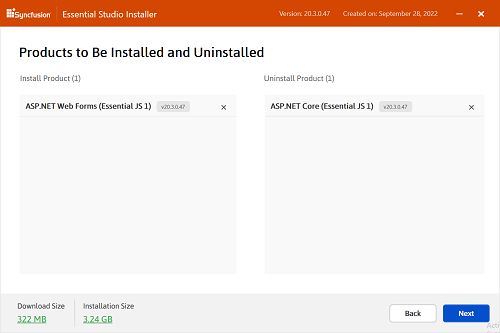 Syncfusion Essential Studio Installer Version: 20.3.0.47 Created on: September 28, 2022
Products to Be Installed and Uninstalled
Install Product (1) Uninstall Product (1)
ASP.NET Web Forms (Essential JS 1) v20.3.0.47 ASP.NET Core (Essential JS 1) v20.3.0.47
Download Size Installation Size
322 MB 3.24 GB
Back Next
Acti